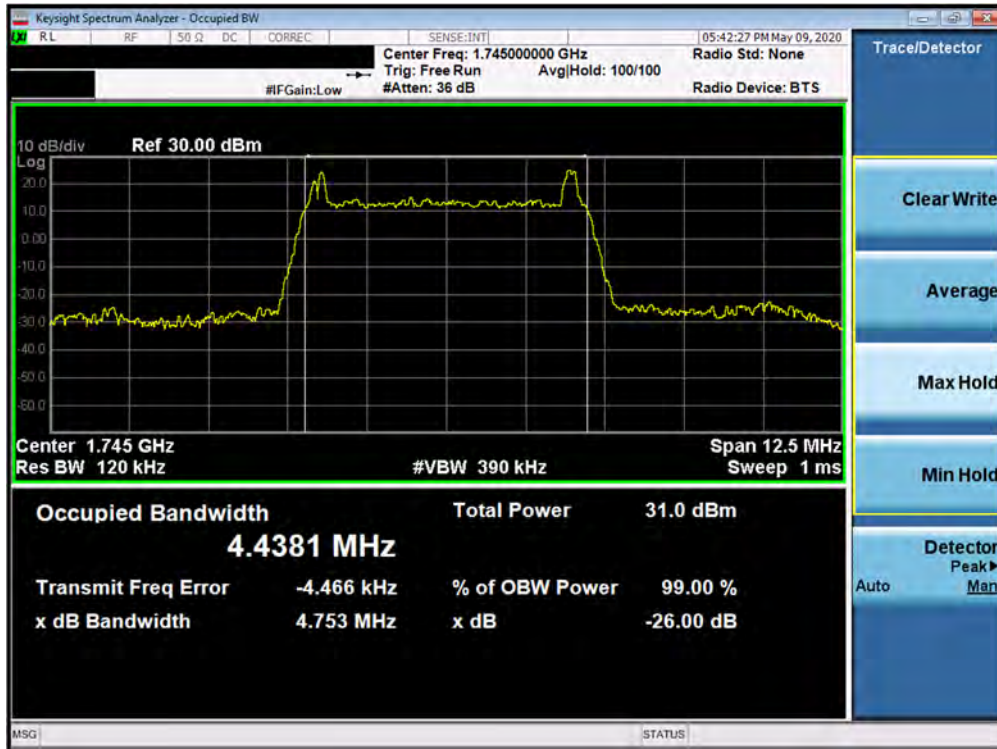 Keysight Spectrum Analyzer - Occupied BW
LXI RL RF 50 Ω DC CORREC SENSE:INT 05:42:27 PM May 09, 2020
Center Freq: 1.745000000 GHz Radio Std: None
Trig: Free Run Avg|Hold: 100/100
#IFGain:Low #Atten: 36 dB Radio Device: BTS
10 dB/div Ref 30.00 dBm
Log
20.0
10.0
0.00
-10.0
-20.0
-30.0
-40.0
-50.0
-60.0
Center 1.745 GHz Span 12.5 MHz
Res BW 120 kHz #VBW 390 kHz Sweep 1 ms
Occupied Bandwidth Total Power 31.0 dBm
4.4381 MHz
Transmit Freq Error -4.466 kHz % of OBW Power 99.00 %
x dB Bandwidth 4.753 MHz x dB -26.00 dB
MSG STATUS
Trace/Detector
Clear Write
Average
Max Hold
Min Hold
Detector
Peak▶
Auto Man